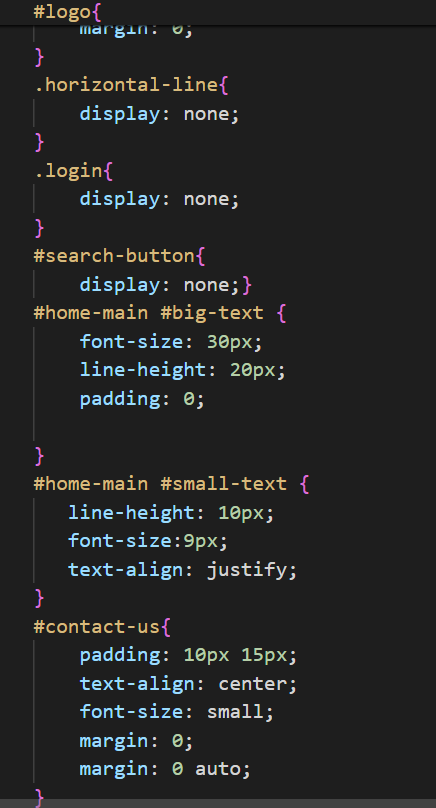 #logo{
margin: 0;
}
.horizontal-line{
display: none;
}
.login{
display: none;
}
#search-button{
display: none;}
#home-main #big-text {
font-size: 30px;
line-height: 20px;
padding: 0;
}
#home-main #small-text {
line-height: 10px;
font-size:9px;
text-align: justify;
}
#contact-us{
padding: 10px 15px;
text-align: center;
font-size: small;
margin: 0;
margin: 0 auto;
}